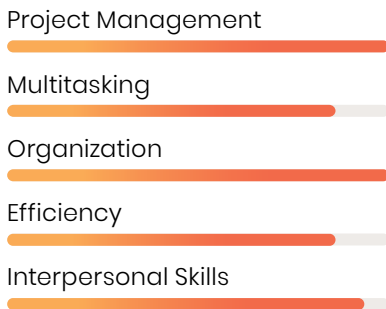 Project Management
Multitasking
Organization
Efficiency
Interpersonal Skills